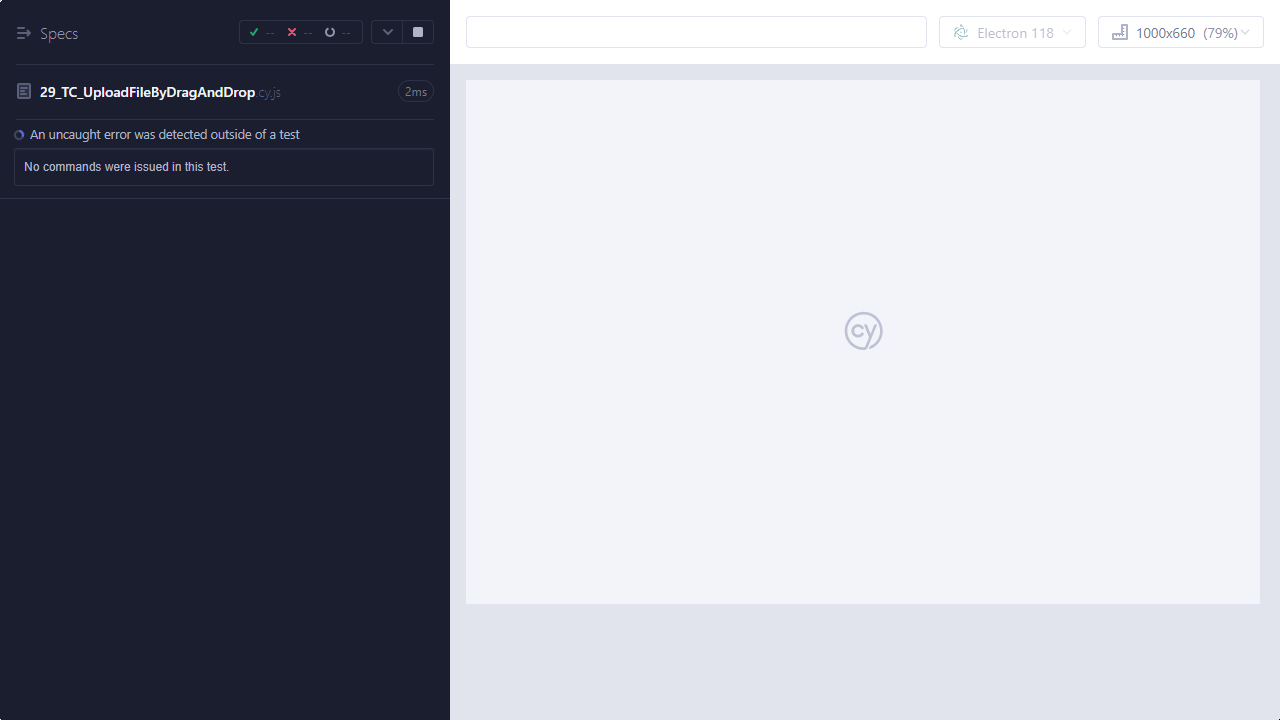 Specs
-- -- --
Electron 118
1000x660 (79%)
29_TC_UploadFileByDragAndDrop.cy.js
2ms
An uncaught error was detected outside of a test
No commands were issued in this test.
cy